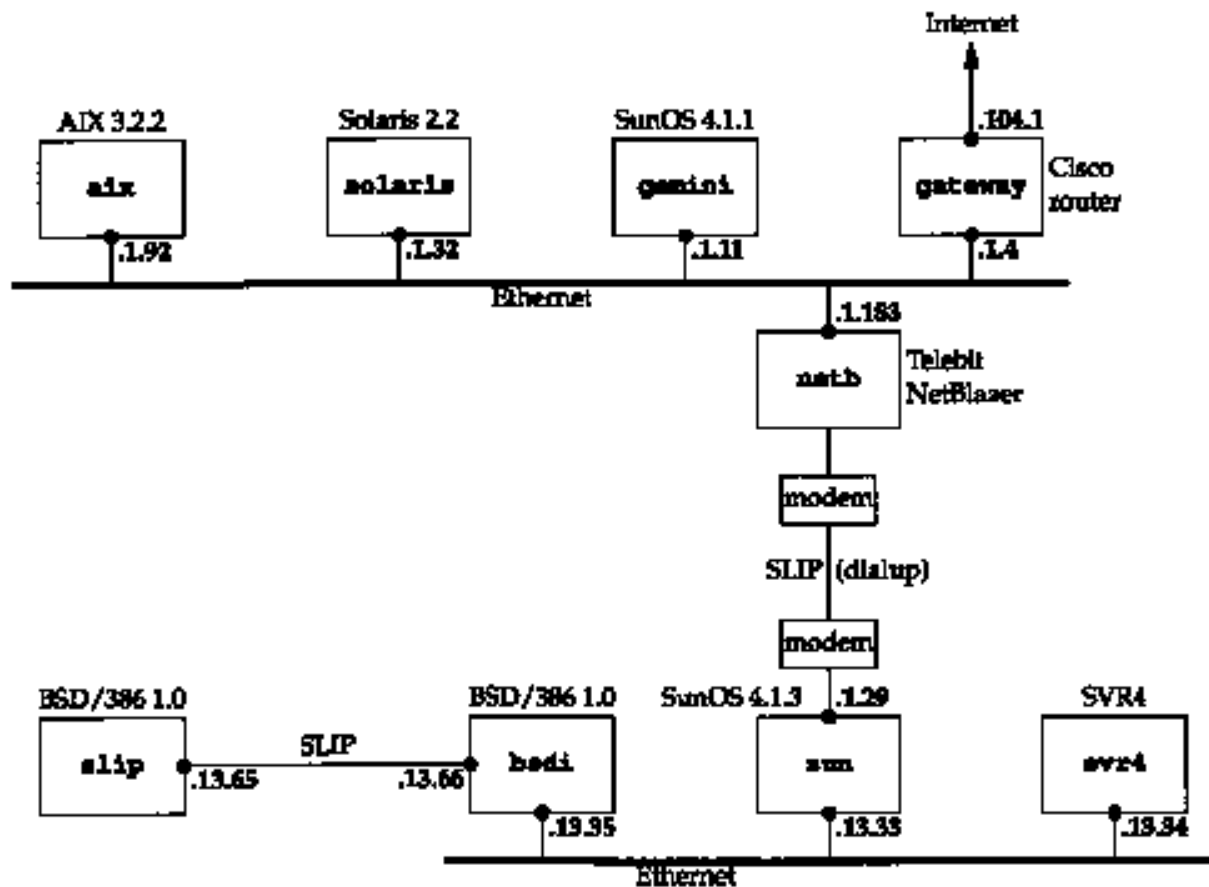 Internet
AIX 3.2.2
Solaris 2.2
SunOS 4.1.1
.104.1
aix
solaris
gemini
gateway
Cisco
router
.1.92
.1.32
.1.11
.1.4
Ethernet
.1.183
netb
Telebit
NetBlazer
modem
SLIP (dialup)
modem
BSD/386 1.0
BSD/386 1.0
SunOS 4.1.3
.1.29
SVR4
slip
SLIP
bsdi
sun
svr4
.13.65
.13.66
.13.35
.13.33
.13.34
Ethernet